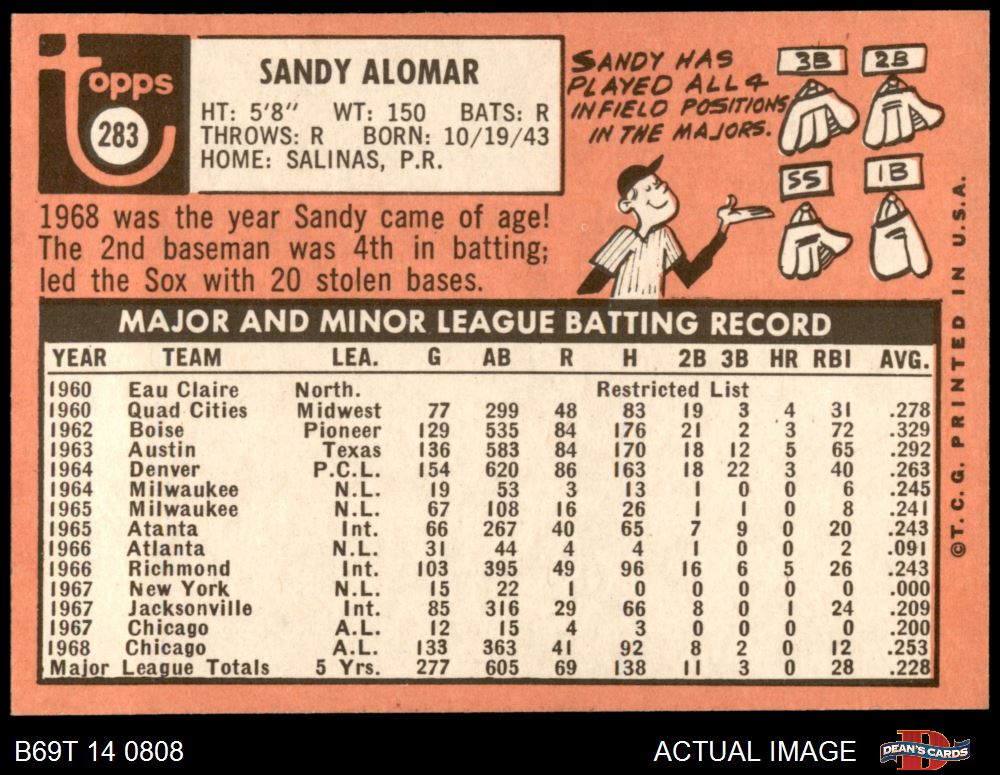 Topps
283
SANDY ALOMAR
HT: 5'8" WT: 150 BATS: R
THROWS: R BORN: 10/19/43
HOME: SALINAS, P.R.
SANDY HAS
PLAYED ALL 4
INFIELD POSITIONS
IN THE MAJORS.
3B 2B
SS 1B
1968 was the year Sandy came of age!
The 2nd baseman was 4th in batting;
led the Sox with 20 stolen bases.
MAJOR AND MINOR LEAGUE BATTING RECORD
YEAR TEAM LEA. G AB R H 2B 3B HR RBI AVG.
1960 Eau Claire North. Restricted List
1960 Quad Cities Midwest 77 299 48 83 19 3 4 31 .278
1962 Boise Pioneer 129 535 84 176 21 2 3 72 .329
1963 Austin Texas 136 583 84 170 18 12 5 65 .292
1964 Denver P.C.L. 154 620 86 163 18 22 3 40 .263
1964 Milwaukee N.L. 19 53 3 13 1 0 0 6 .245
1965 Milwaukee N.L. 67 108 16 26 1 1 0 8 .241
1965 Atanta Int. 66 267 40 65 7 9 0 20 .243
1966 Atlanta N.L. 31 44 4 4 1 0 0 2 .091
1966 Richmond Int. 103 395 49 96 16 6 5 26 .243
1967 New York N.L. 15 22 1 0 0 0 0 0 .000
1967 Jacksonville Int. 85 316 29 66 8 0 1 24 .209
1967 Chicago A.L. 12 15 4 3 0 0 0 0 .200
1968 Chicago A.L. 133 363 41 92 8 2 0 12 .253
Major League Totals 5 Yrs. 277 605 69 138 11 3 0 28 .228
©T.C.G. PRINTED IN U.S.A.
B69T 14 0808 ACTUAL IMAGE
D
DEAN'S CARDS